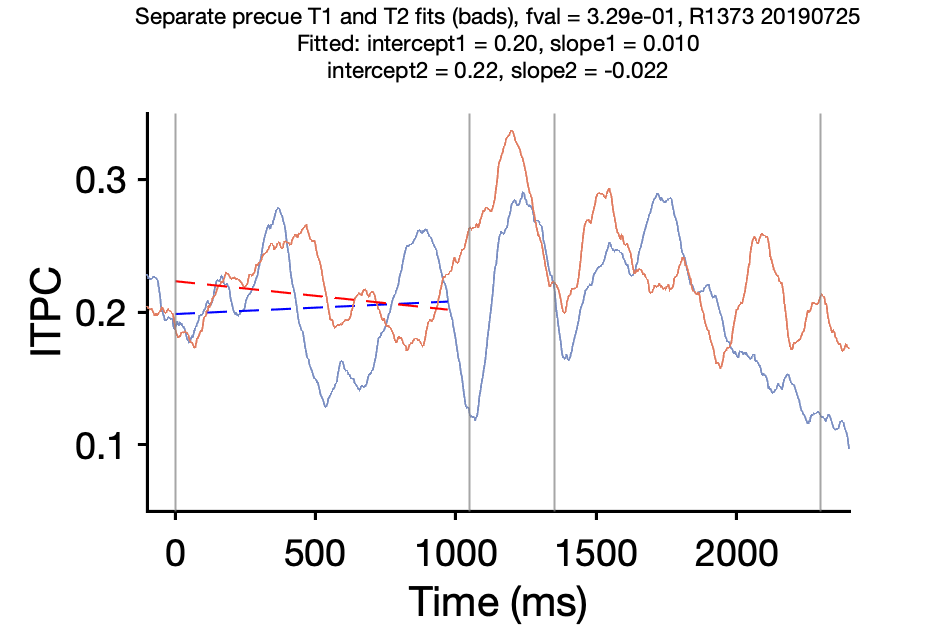 Separate precue T1 and T2 fits (bads), fval = 3.29e-01, R1373 20190725
Fitted: intercept1 = 0.20, slope1 = 0.010
intercept2 = 0.22, slope2 = -0.022
0.3
0.2
0.1
ITPC
0 500 1000 1500 2000
Time (ms)